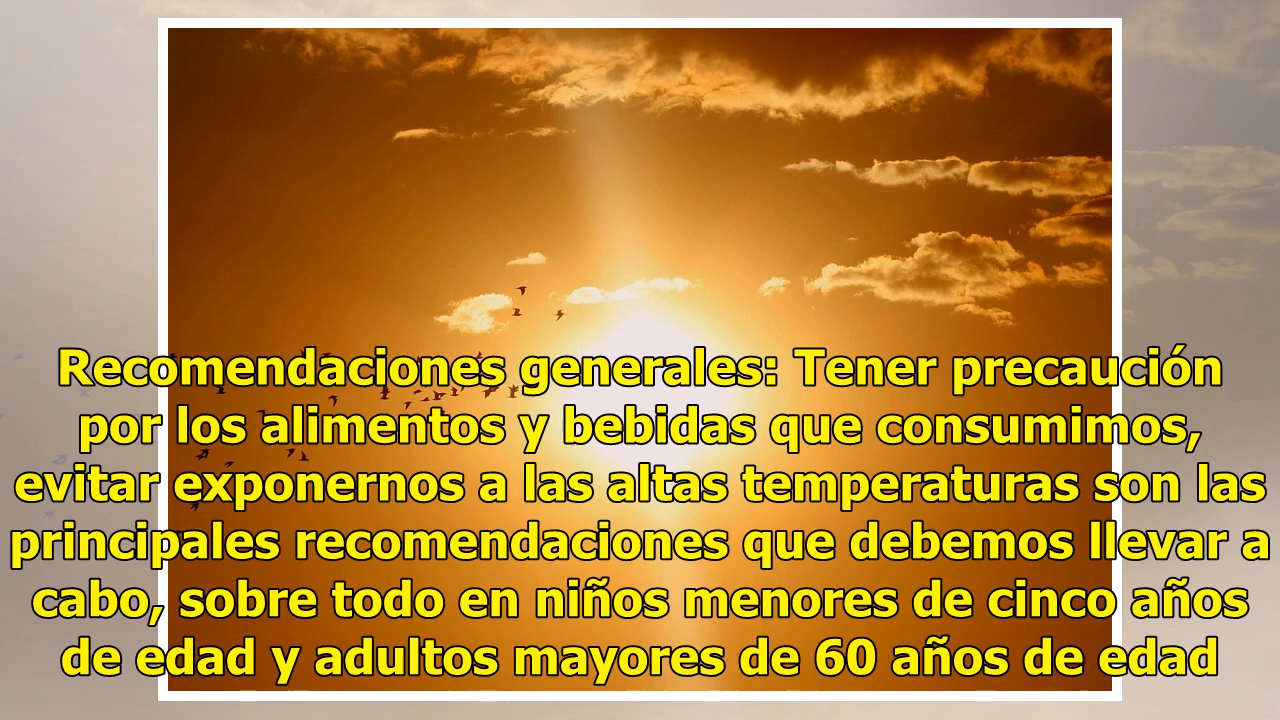 Recomendaciones generales: Tener precaución
por los alimentos y bebidas que consumimos,
evitar exponernos a las altas temperaturas son las
principales recomendaciones que debemos llevar a
cabo, sobre todo en niños menores de cinco años
de edad y adultos mayores de 60 años de edad